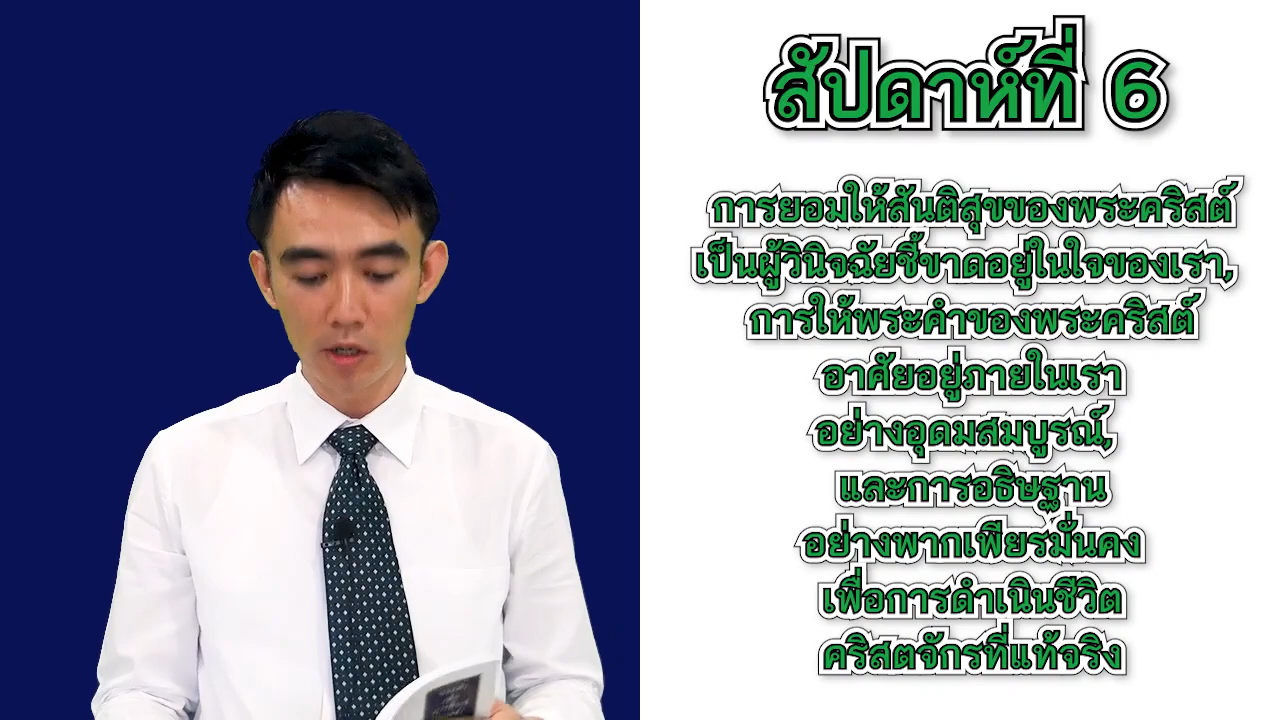 สัปดาห์ที่ 6
การยอมให้สันติสุขของพระคริสต์
เป็นผู้วินิจฉัยชี้ขาดอยู่ในใจของเรา,
การให้พระคำของพระคริสต์
อาศัยอยู่ภายในเรา
อย่างอุดมสมบูรณ์,
และการอธิษฐาน
อย่างพากเพียรมั่นคง
เพื่อการดำเนินชีวิต
คริสตจักรที่แท้จริง